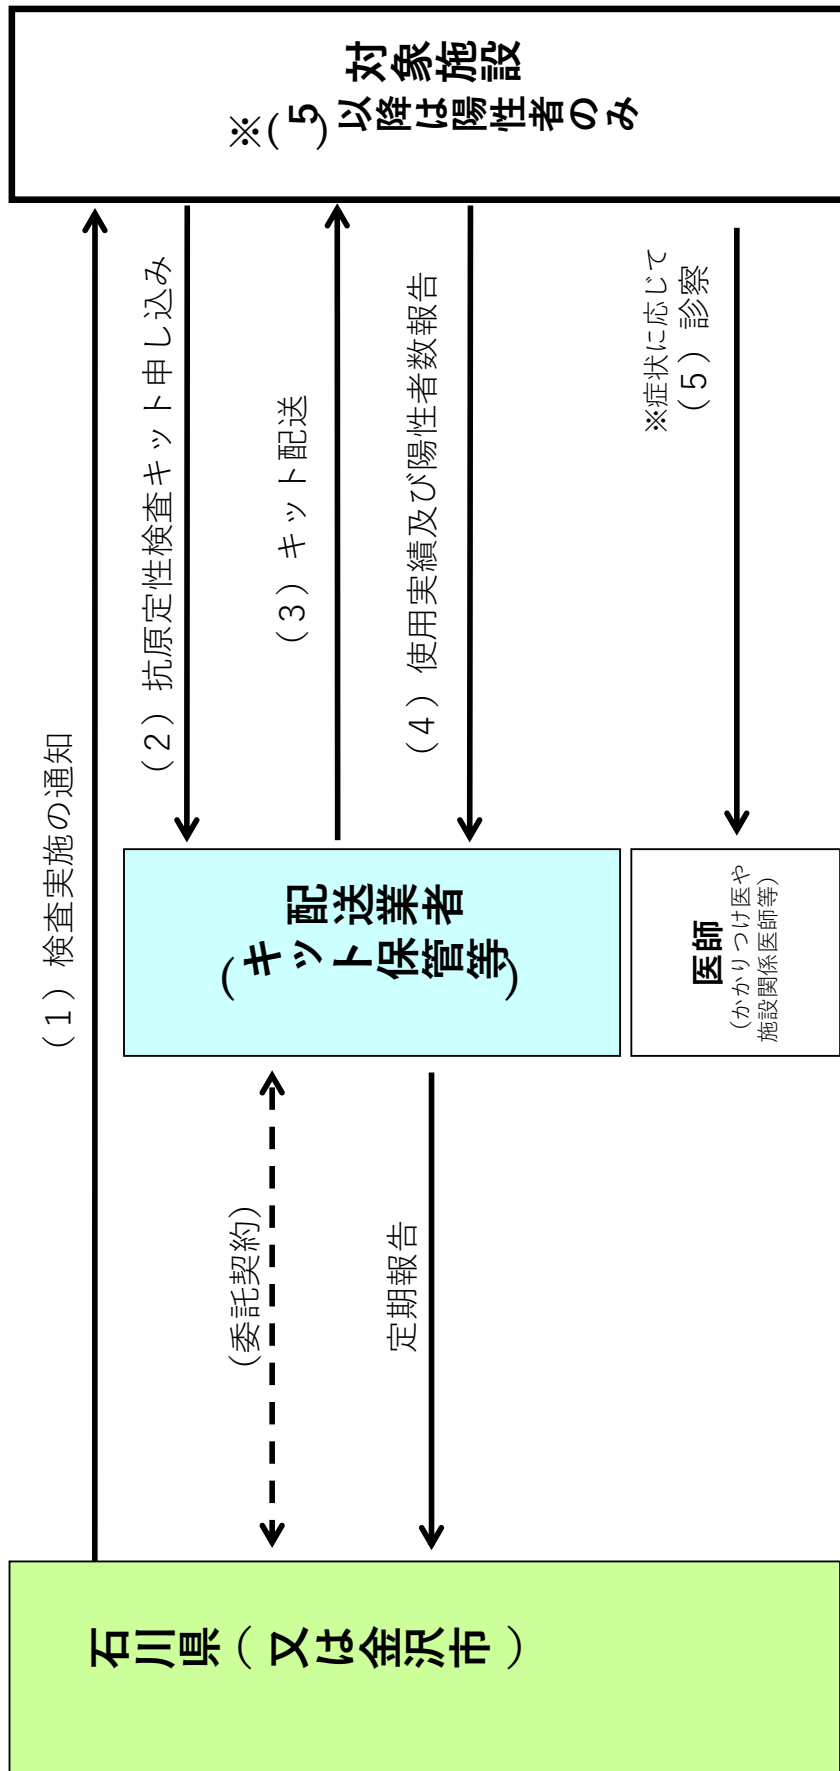 対象施設
※(5)以降は陽性者のみ
(1)検査実施の通知
(2)抗原定性検査キット申し込み
(3)キット配送
(4)使用実績及び陽性者数報告
※症状に応じて
(5)診察
配送業者
(キット保管等)
医師
(かかりつけ医や
施設関係医師等)
(委託契約)
定期報告
石川県(又は金沢市)